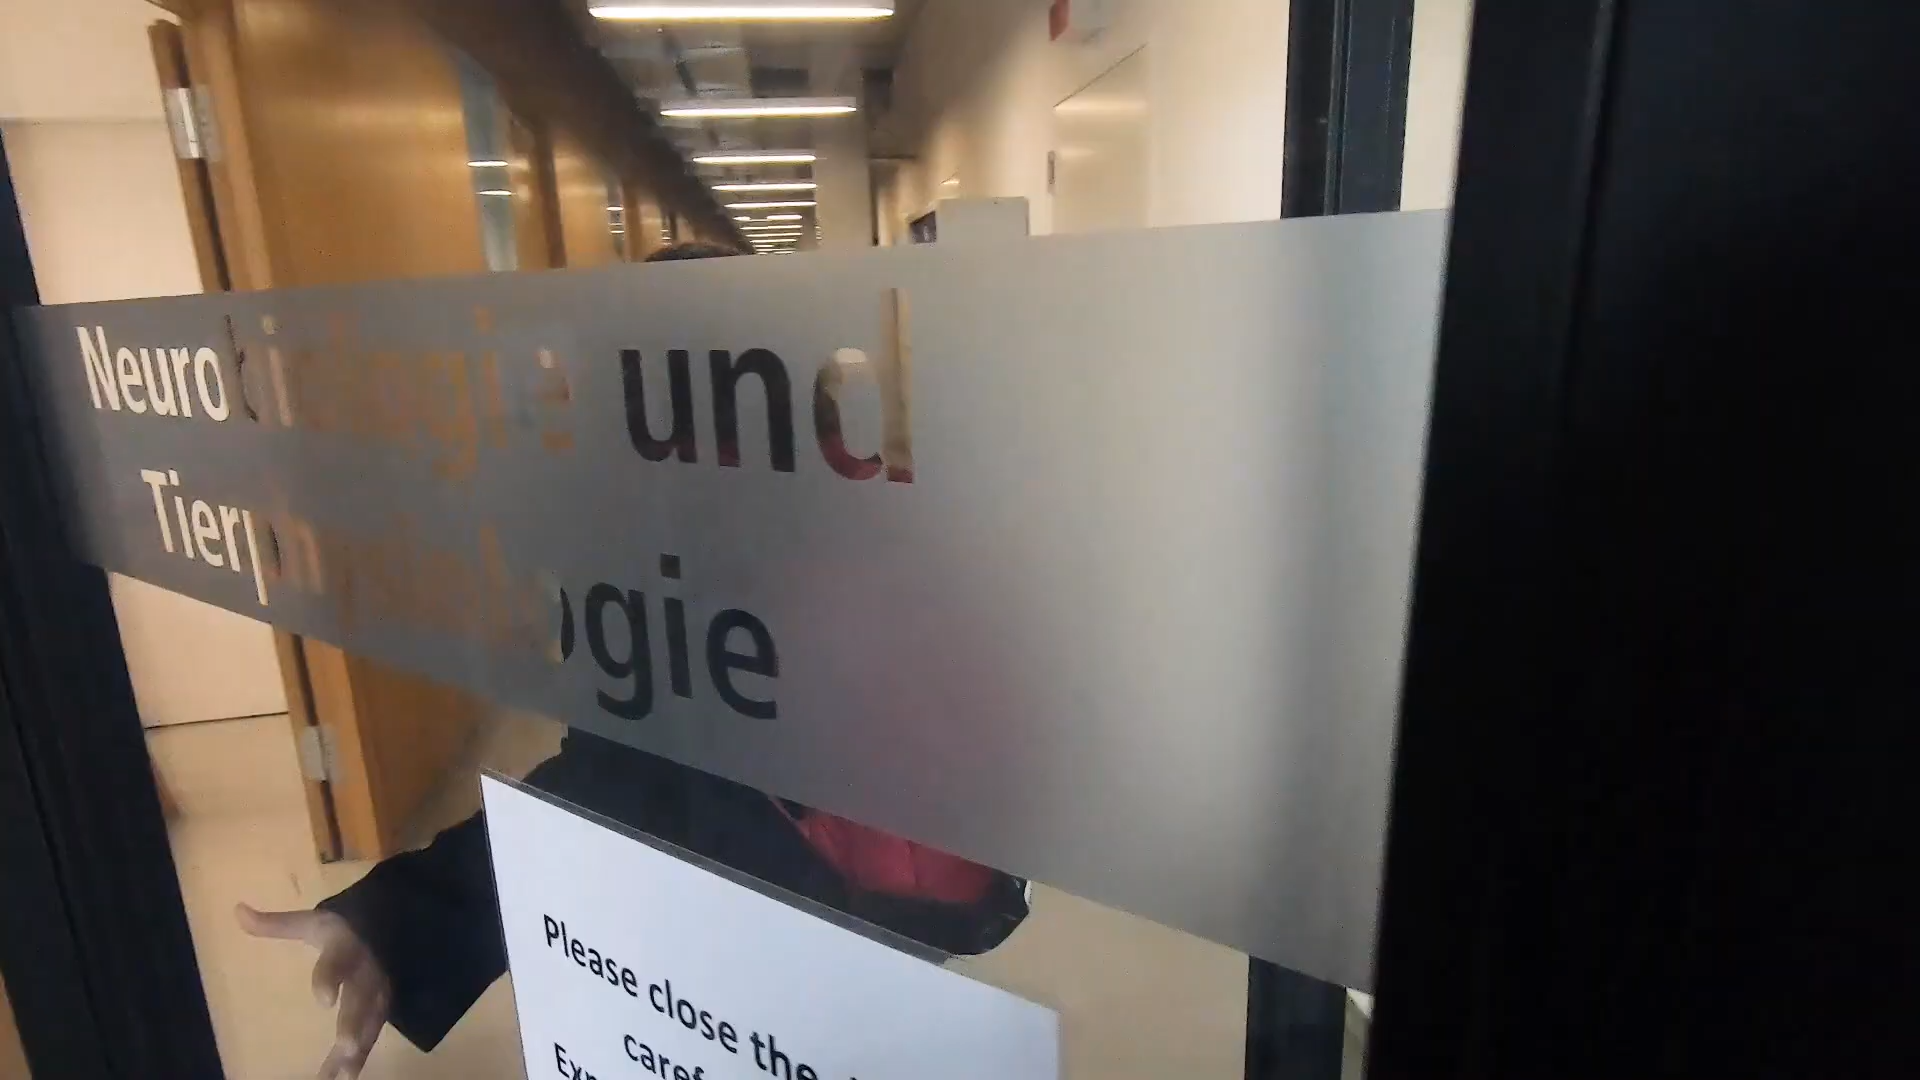 Neurobiologie und
Tierphysiologie
Please close the